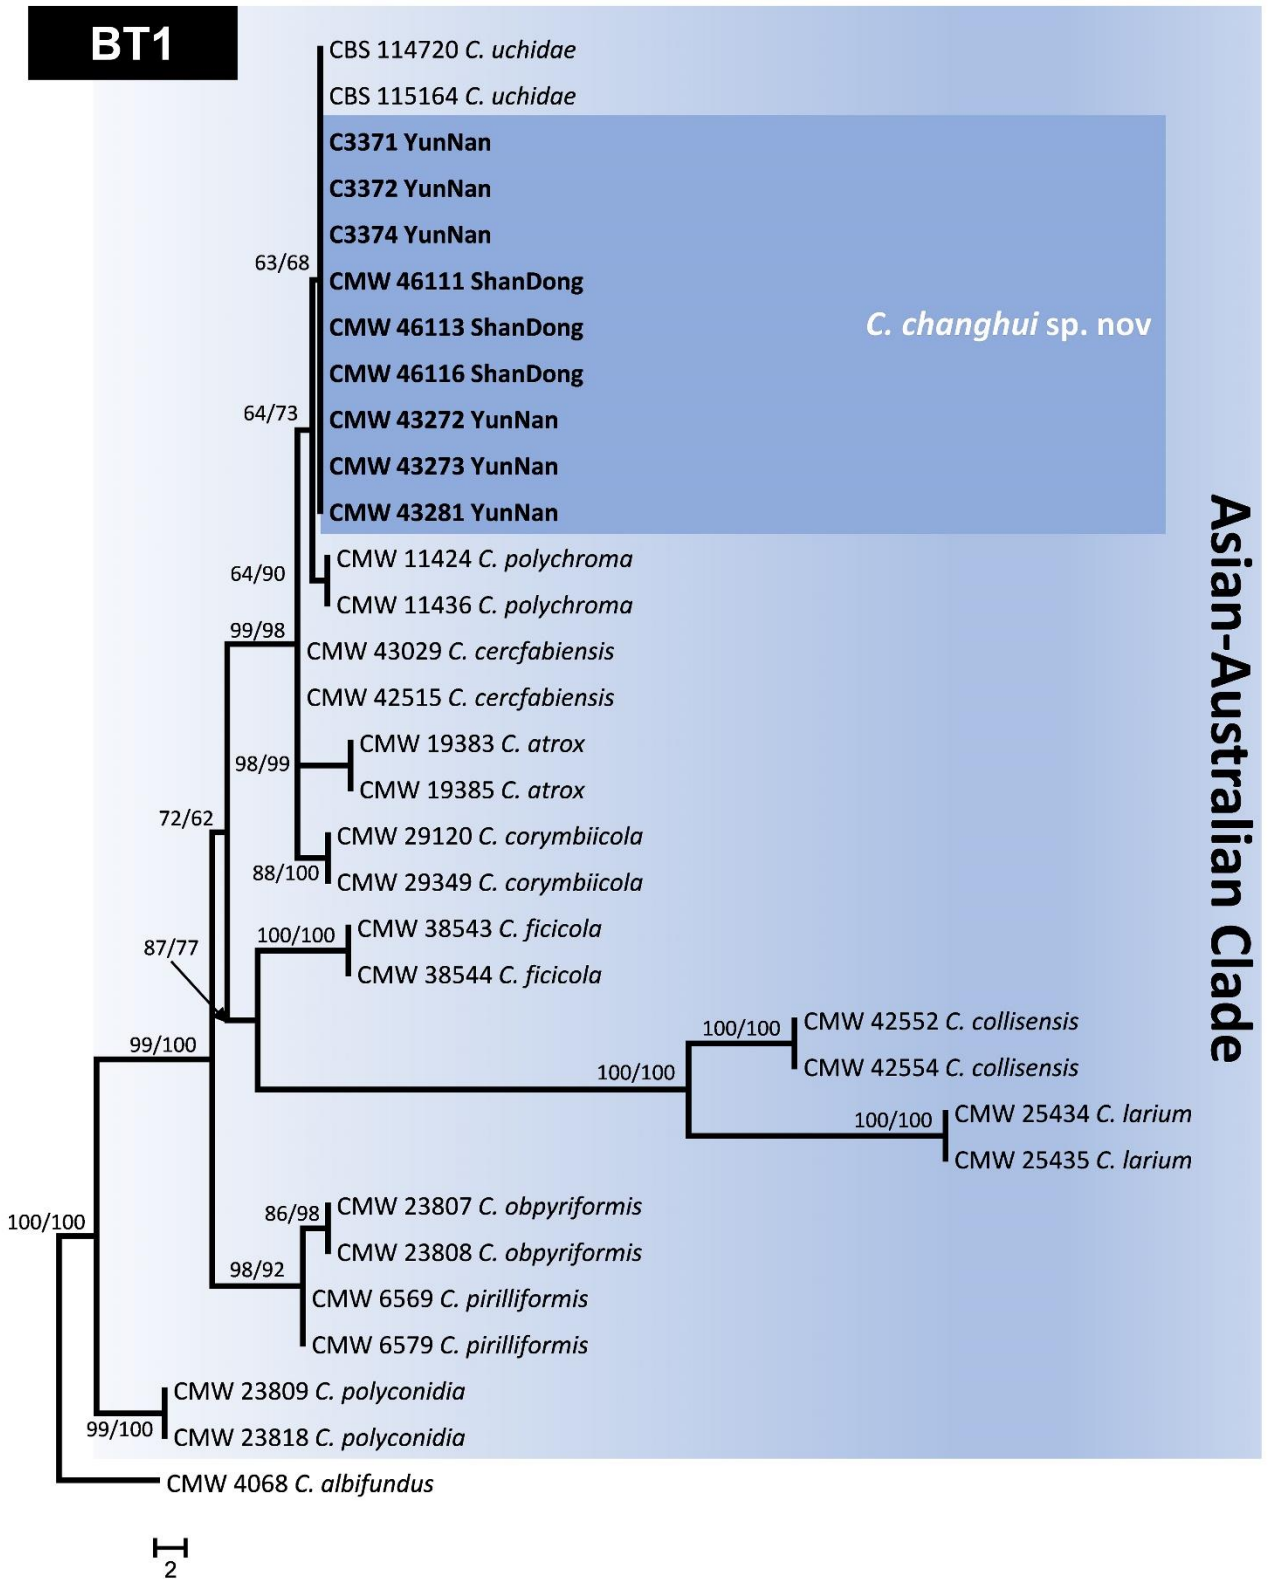 BT1
CBS 114720 C. uchidae
CBS 115164 C. uchidae
C3371 YunNan
C3372 YunNan
C3374 YunNan
63/68
CMW 46111 ShanDong
CMW 46113 ShanDong
C. changhui sp. nov
CMW 46116 ShanDong
64/73
CMW 43272 YunNan
CMW 43273 YunNan
CMW 43281 YunNan
CMW 11424 C. polychroma
64/90
CMW 11436 C. polychroma
99/98
CMW 43029 C. cercfabiensis
CMW 42515 C. cercfabiensis
CMW 19383 C. atrox
98/99
CMW 19385 C. atrox
72/62
CMW 29120 C. corymbiicola
88/100
CMW 29349 C. corymbiicola
CMW 38543 C. ficicola
100/100
87/77
CMW 38544 C. ficicola
Asian-Australian Clade
CMW 42552 C. collisensis
100/100
99/100
CMW 42554 C. collisensis
100/100
CMW 25434 C. larium
100/100
CMW 25435 C. larium
CMW 23807 C. obpyriformis
86/98
100/100
CMW 23808 C. obpyriformis
98/92
CMW 6569 C. pirilliformis
CMW 6579 C. pirilliformis
CMW 23809 C. polyconidia
99/100
CMW 23818 C. polyconidia
CMW 4068 C. albifundus
2